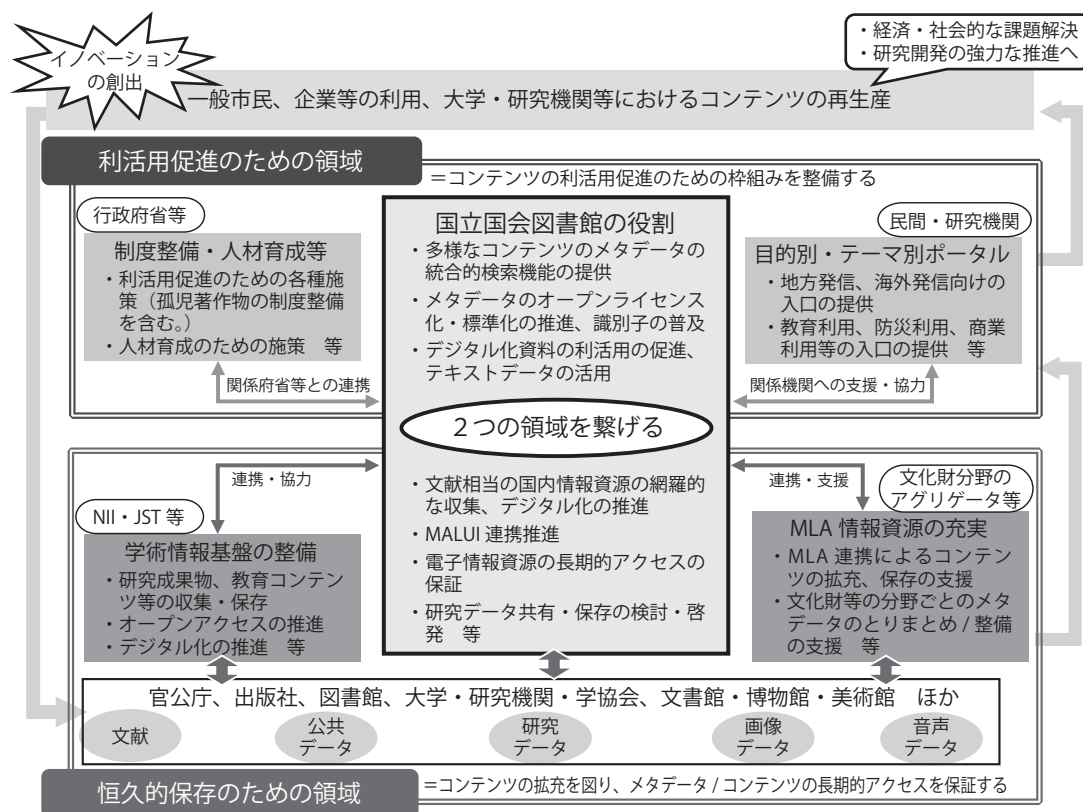 イノベーション
の創出
・経済・社会的な課題解決
・研究開発の強力な推進へ
一般市民、企業等の利用、大学・研究機関等におけるコンテンツの再生産
利活用促進のための領域
＝コンテンツの利活用促進のための枠組みを整備する
行政府省等
制度整備・人材育成等
・利活用促進のための各種施
策（孤児著作物の制度整備
を含む。）
・人材育成のための施策　等
関係府省等との連携
国立国会図書館の役割
・多様なコンテンツのメタデータの
統合的検索機能の提供
・メタデータのオープンライセンス
化・標準化の推進、識別子の普及
・デジタル化資料の利活用の促進、
テキストデータの活用
民間・研究機関
目的別・テーマ別ポータル
・地方発信、海外発信向けの
入口の提供
・教育利用、防災利用、商業
利用等の入口の提供　等
関係機関への支援・協力
２つの領域を繋げる
連携・協力
NII・JST 等
学術情報基盤の整備
・研究成果物、教育コンテン
ツ等の収集・保存
・オープンアクセスの推進
・デジタル化の推進　等
・文献相当の国内情報資源の網羅的
な収集、デジタル化の推進
・MALUI 連携推進
・電子情報資源の長期的アクセスの
保証
・研究データ共有・保存の検討・啓
発　等
連携・支援
文化財分野の
アグリゲータ等
MLA 情報資源の充実
・MLA 連携によるコンテン
ツの拡充、保存の支援
・文化財等の分野ごとのメタ
データのとりまとめ / 整備
の支援　等
官公庁、出版社、図書館、大学・研究機関・学協会、文書館・博物館・美術館　ほか
文献
公共
データ
研究
データ
画像
データ
音声
データ
恒久的保存のための領域
＝コンテンツの拡充を図り、メタデータ / コンテンツの長期的アクセスを保証する